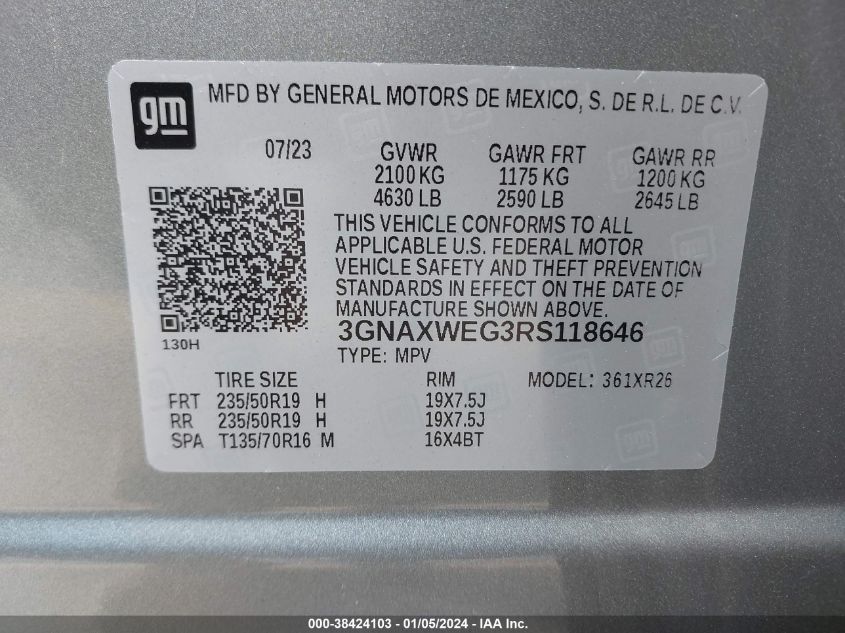 gm
MFD BY GENERAL MOTORS DE MEXICO, S. DE R.L. DE C.V.
07/23 GVWR GAWR FRT GAWR RR
2100 KG 1175 KG 1200 KG
4630 LB 2590 LB 2645 LB
THIS VEHICLE CONFORMS TO ALL
APPLICABLE U.S. FEDERAL MOTOR
VEHICLE SAFETY AND THEFT PREVENTION
STANDARDS IN EFFECT ON THE DATE OF
MANUFACTURE SHOWN ABOVE.
3GNAXWEG3RS118646
130H
TYPE: MPV
TIRE SIZE RIM MODEL: 361XR26
FRT 235/50R19 H 19X7.5J
RR 235/50R19 H 19X7.5J
SPA T135/70R16 M 16X4BT
000-38424103 - 01/05/2024 - IAA Inc.